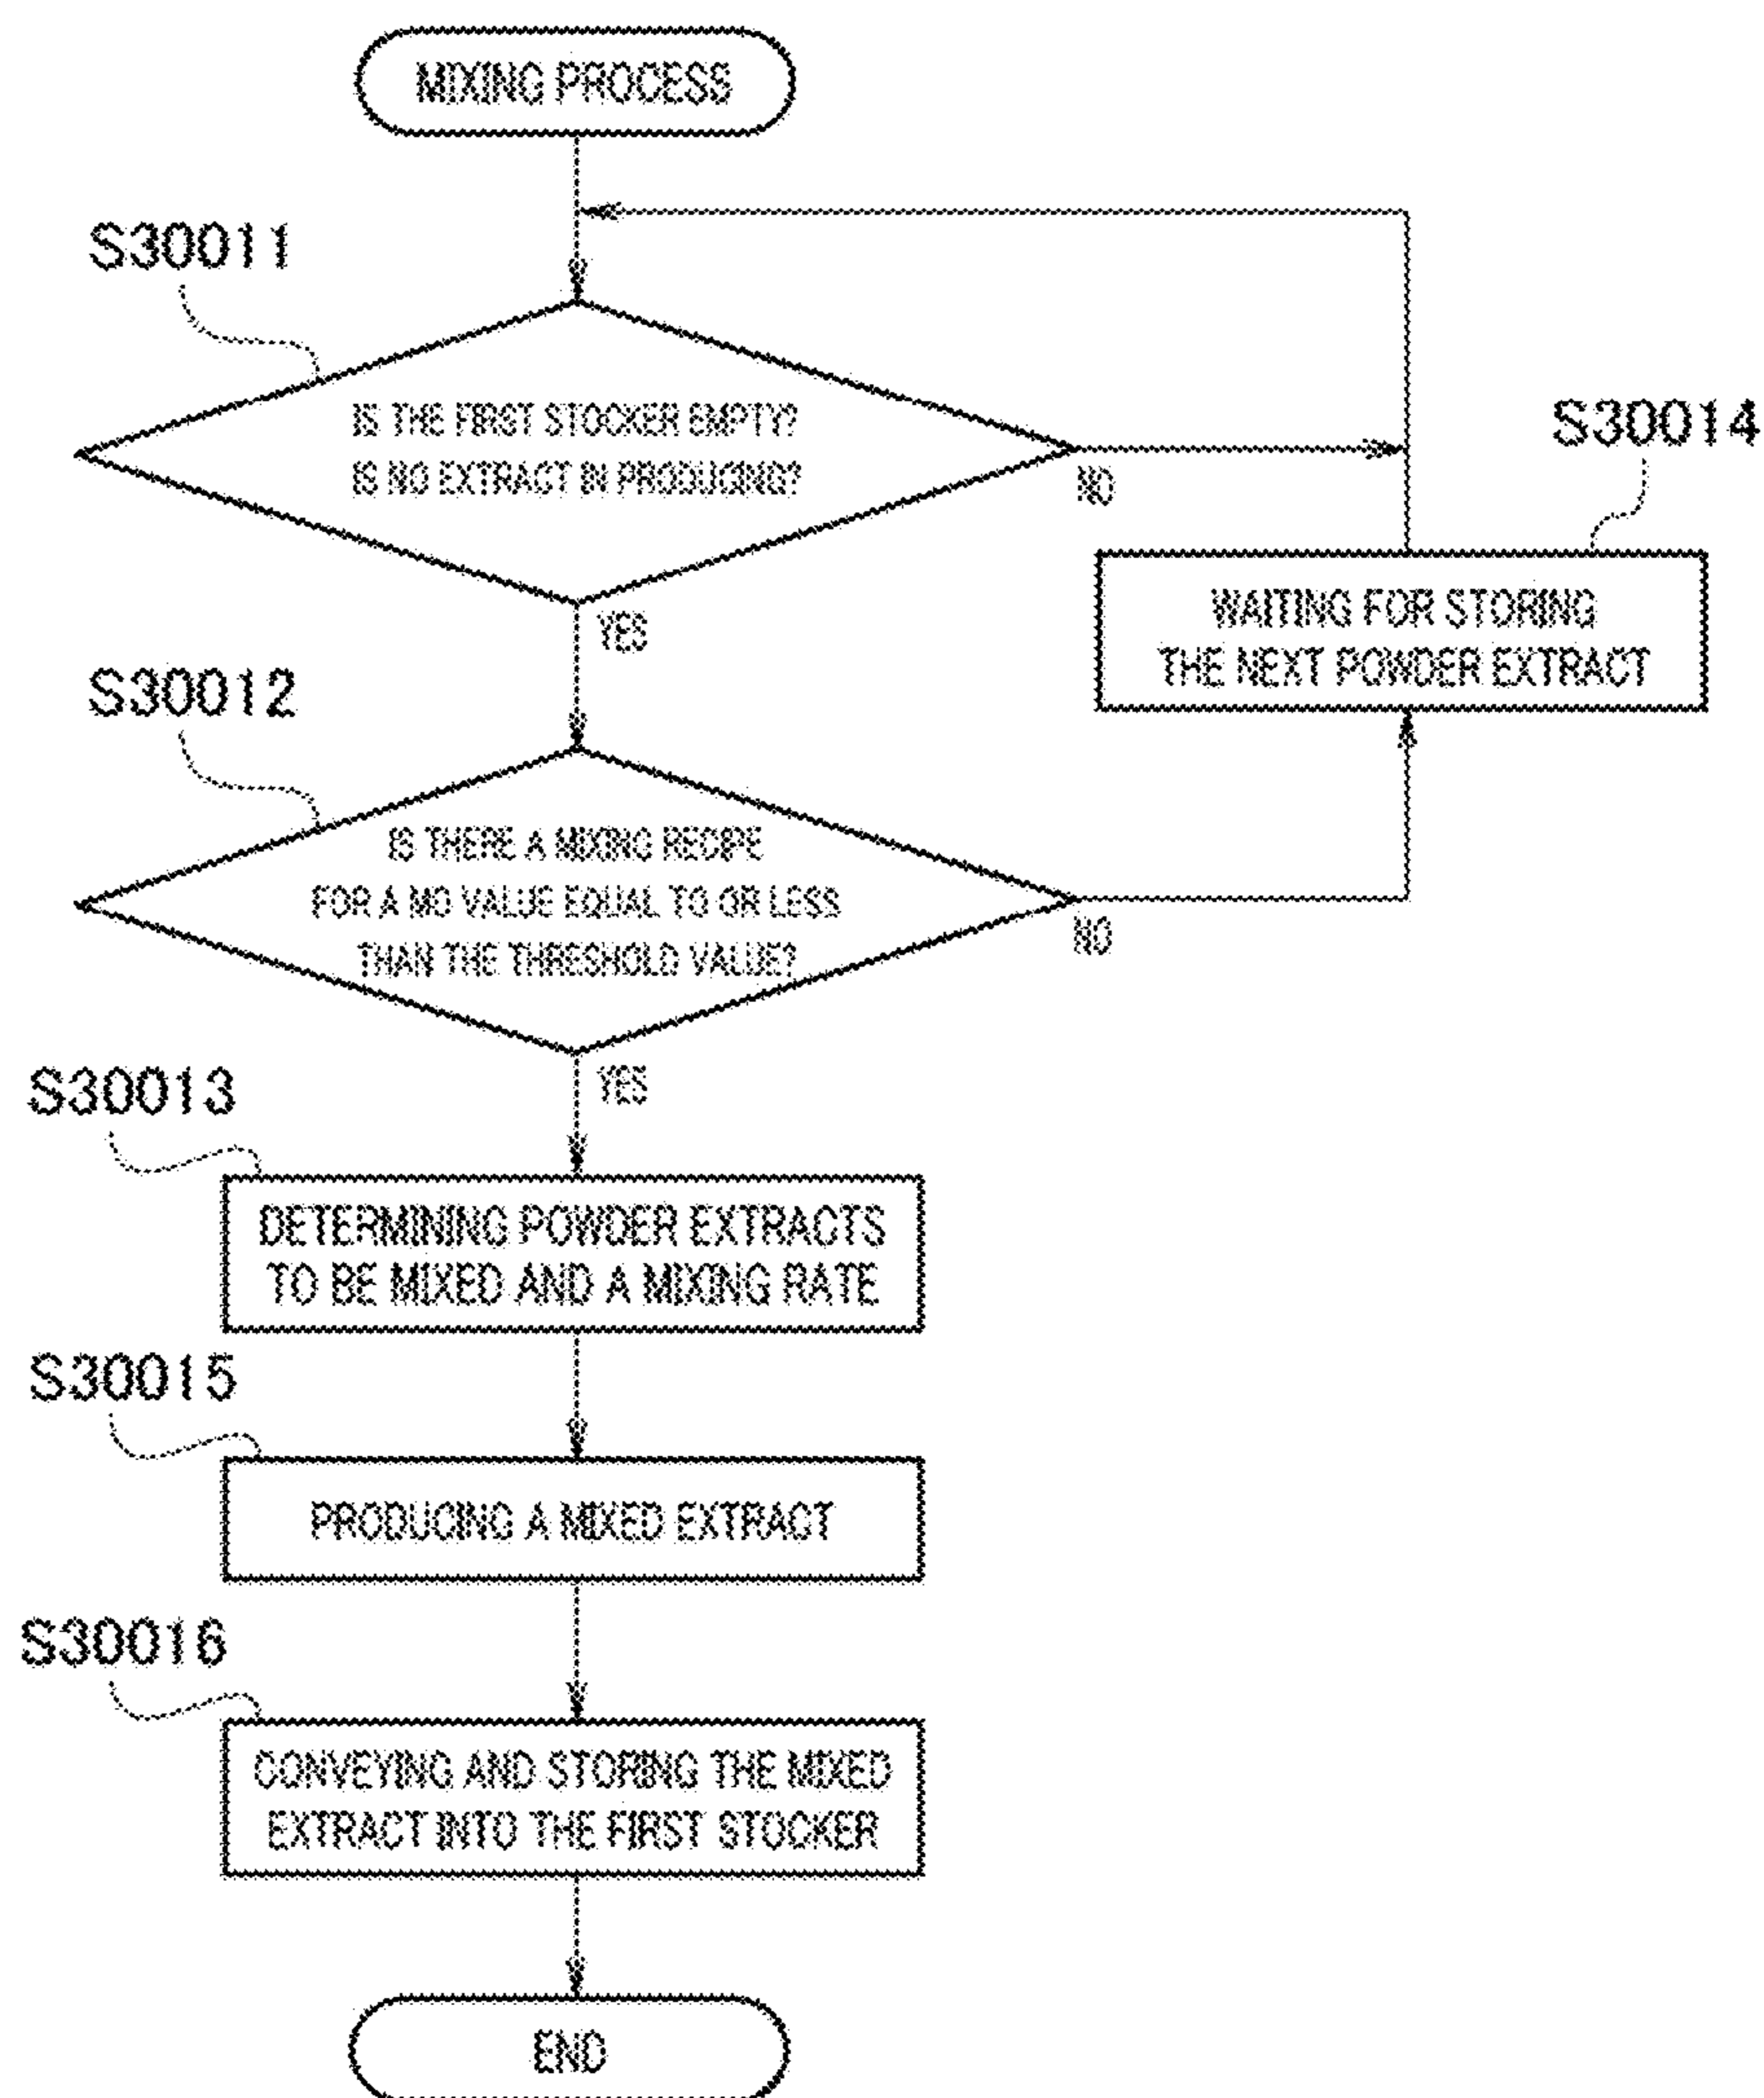 MIXING PROCESS
S30011
IS THE FIRST STOCKER EMPTY?
IS NO EXTRACT IN PRODUCING?
NO
S30014
WAITING FOR STORING
THE NEXT POWDER EXTRACT
YES
S30012
IS THERE A MIXING RECIPE
FOR A MD VALUE EQUAL TO OR LESS
THAN THE THRESHOLD VALUE?
NO
YES
S30013
DETERMINING POWDER EXTRACTS
TO BE MIXED AND A MIXING RATE
S30015
PRODUCING A MIXED EXTRACT
S30016
CONVEYING AND STORING THE MIXED
EXTRACT INTO THE FIRST STOCKER
END